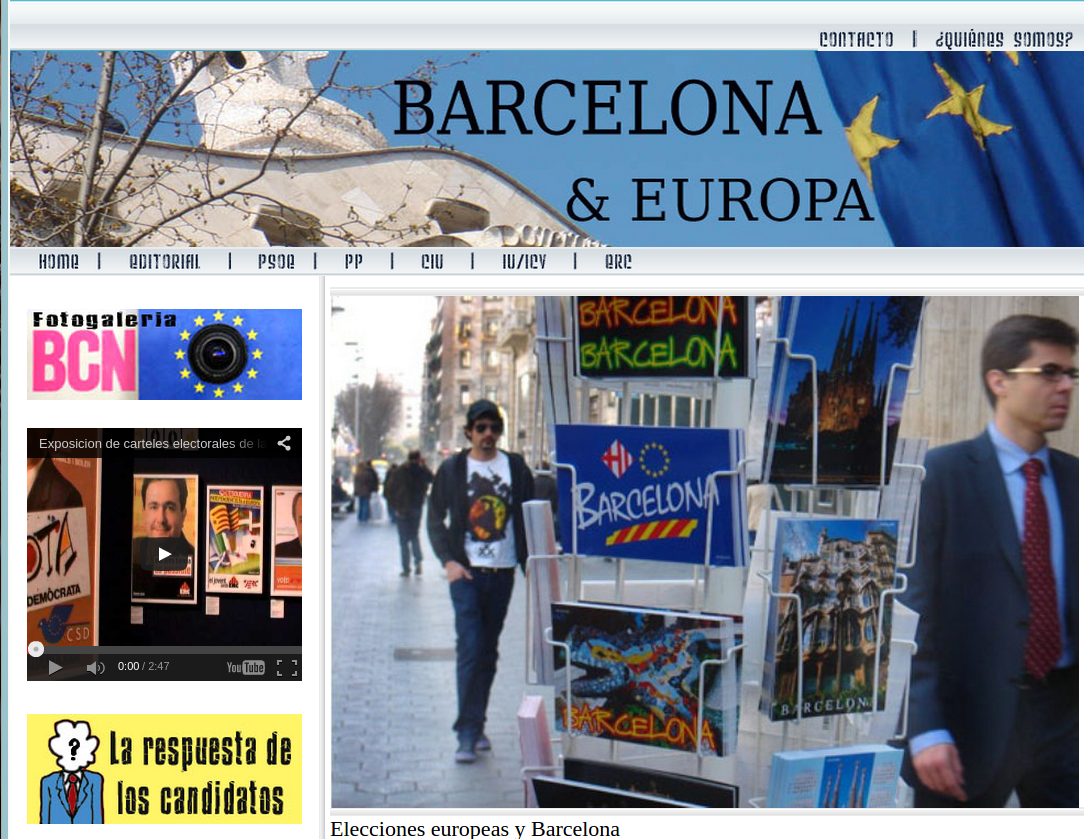 CONTACTO | ¿QUIÉNES SOMOS?
BARCELONA
& EUROPA
HOME | EDITORIAL | PSOE | PP | CIU | IU/ICV | ERC
Fotogaleria
BCN
Exposicion de carteles electorales de la
DEMÒCRATA
CSD
0:00 / 2:47
YouTube
La respuesta de
los candidatos
BARCELONA
BARCELONA
BARCELONA
BARCELONA
BARCELON
Elecciones europeas y Barcelona